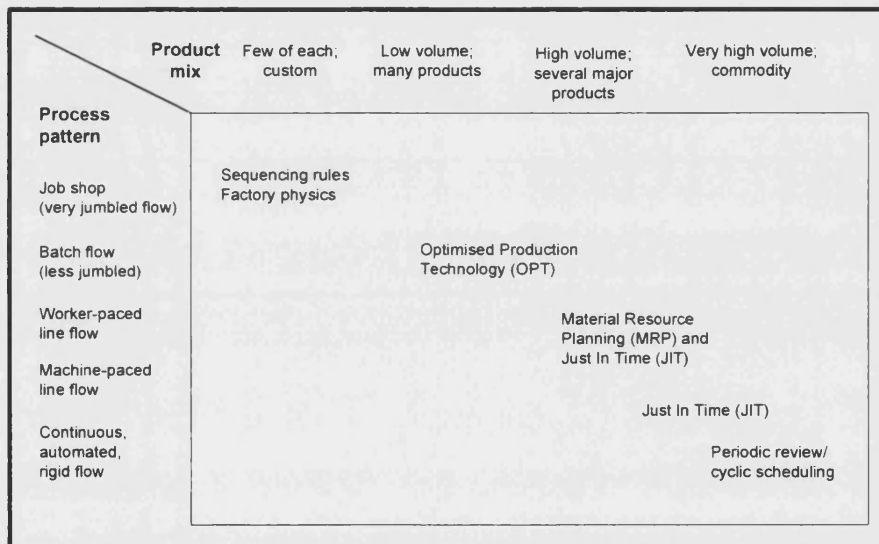 Product
mix
Few of each;
custom
Low volume;
many products
High volume;
several major
products
Very high volume;
commodity
Process
pattern
Job shop
(very jumbled flow)
Sequencing rules
Factory physics
Batch flow
(less jumbled)
Optimised Production
Technology (OPT)
Worker-paced
line flow
Material Resource
Planning (MRP) and
Just In Time (JIT)
Machine-paced
line flow
Just In Time (JIT)
Continuous,
automated,
rigid flow
Periodic review/
cyclic scheduling